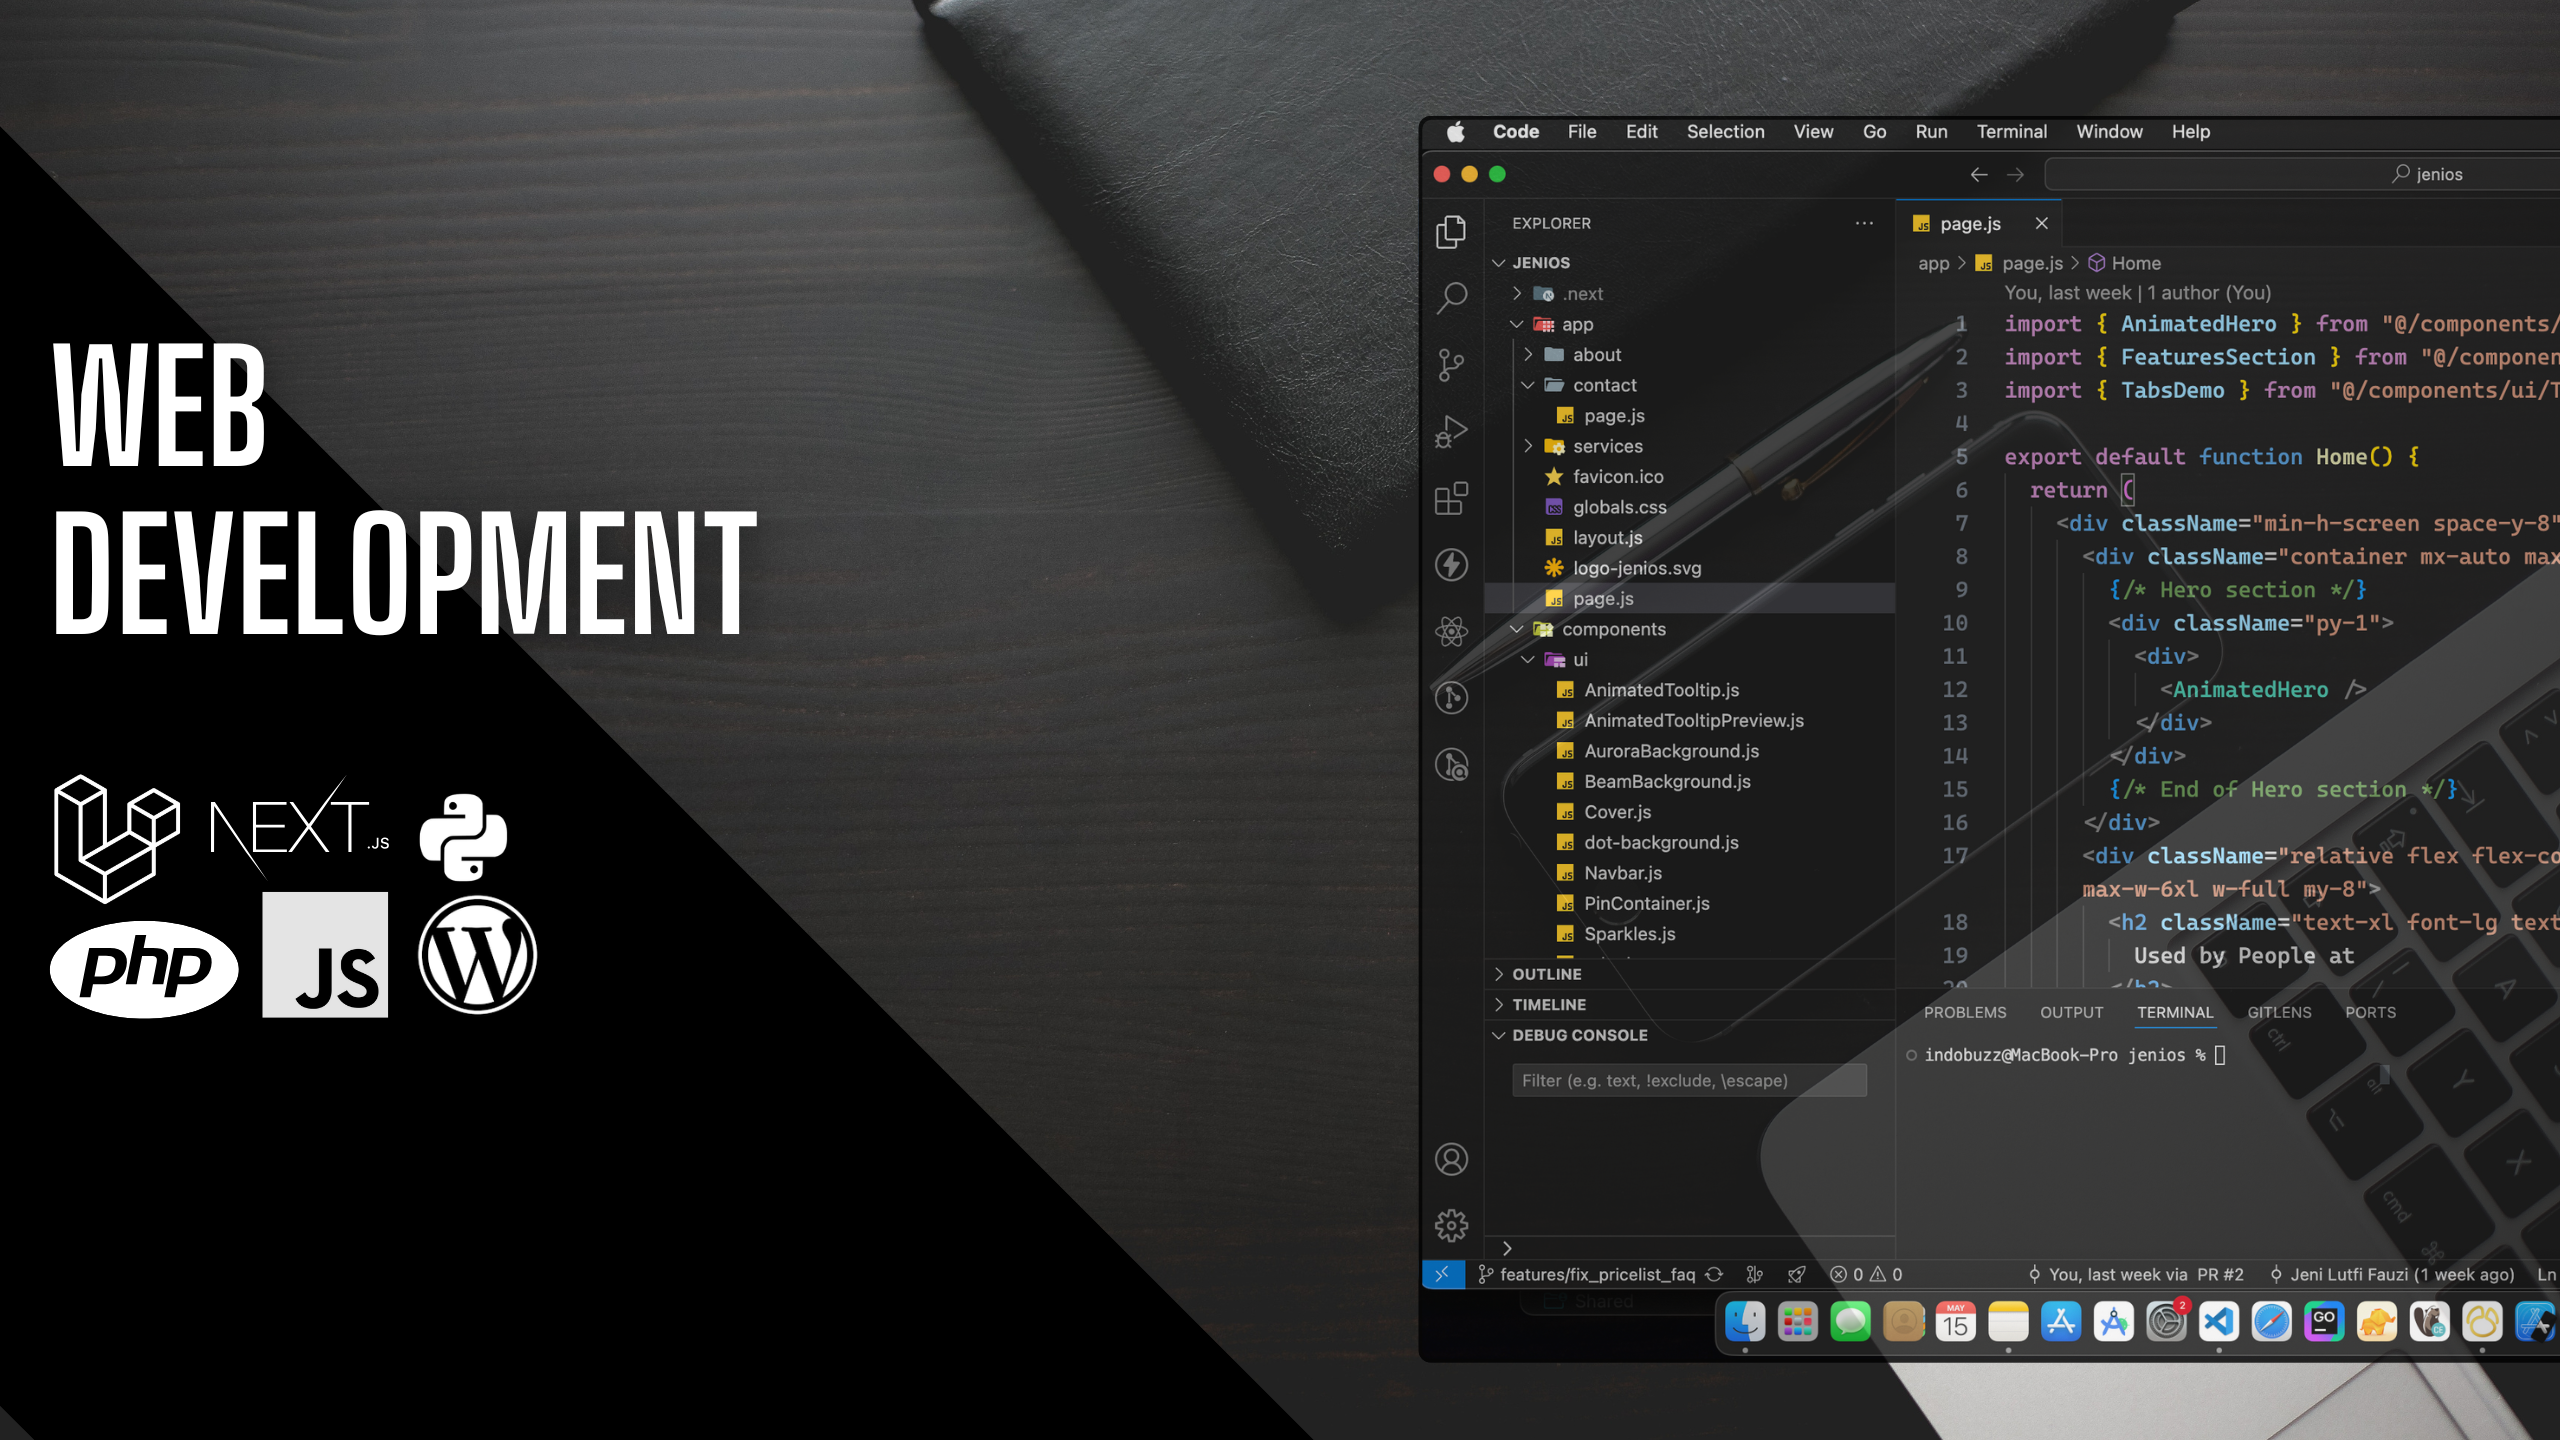 WEB
DEVELOPMENT
NEXT.JS
php
JS
W
Code File Edit Selection View Go Run Terminal Window Help
jenios
EXPLORER
JENIOS
.next
app
about
contact
page.js
services
favicon.ico
globals.css
layout.js
logo-jenios.svg
page.js
components
ui
AnimatedTooltip.js
AnimatedTooltipPreview.js
AuroraBackground.js
BeamBackground.js
Cover.js
dot-background.js
Navbar.js
PinContainer.js
Sparkles.js
OUTLINE
TIMELINE
DEBUG CONSOLE
Filter (e.g. text, !exclude, \escape)
page.js
app > page.js > Home
You, last week | 1 author (You)
1 import { AnimatedHero } from "@/components/
2 import { FeaturesSection } from "@/componen
3 import { TabsDemo } from "@/components/ui/T
4
5 export default function Home() {
6 return (
7 <div className="min-h-screen space-y-8"
8 <div className="container mx-auto max
9 {/* Hero section */}
10 <div className="py-1">
11 <div>
12 <AnimatedHero />
13 </div>
14 </div>
15 {/* End of Hero section */}
16 </div>
17 <div className="relative flex flex-co
max-w-6xl w-full my-8">
18 <h2 className="text-xl font-lg text
19 Used by People at
20 </h2>
PROBLEMS OUTPUT TERMINAL GITLENS PORTS
indobuzz@MacBook-Pro jenios %
features/fix_pricelist_faq 0 0 You, last week via PR #2 Jeni Lutfi Fauzi (1 week ago) Ln
Shared
MAY
15
2
GO
CE
ctrl
alt
cmd
A
Y
X